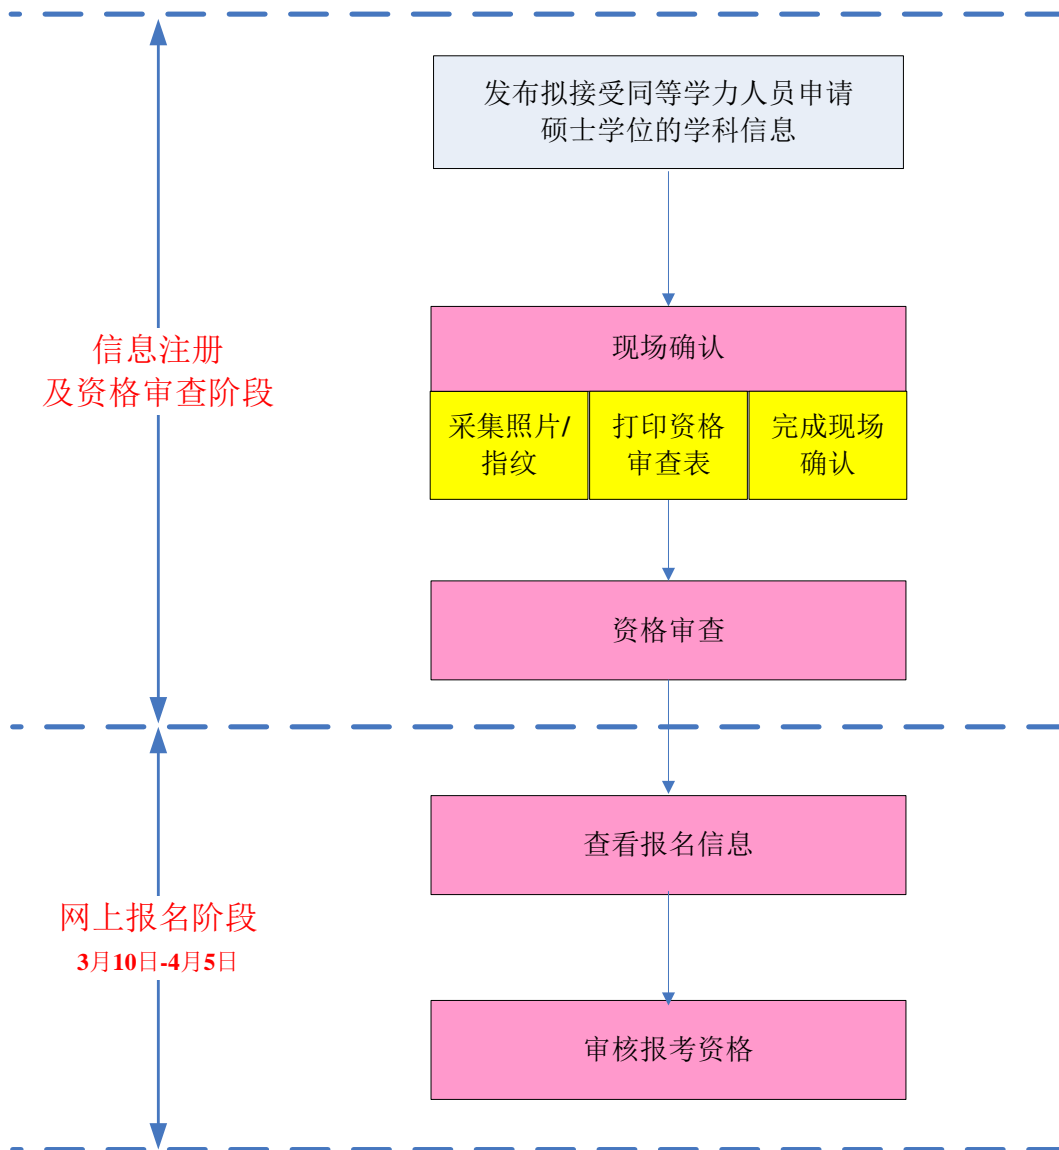 发布拟接受同等学力人员申请
硕士学位的学科信息
信息注册
及资格审查阶段
现场确认
采集照片/
指纹
打印资格
审查表
完成现场
确认
资格审查
查看报名信息
网上报名阶段
3月10日-4月5日
审核报考资格